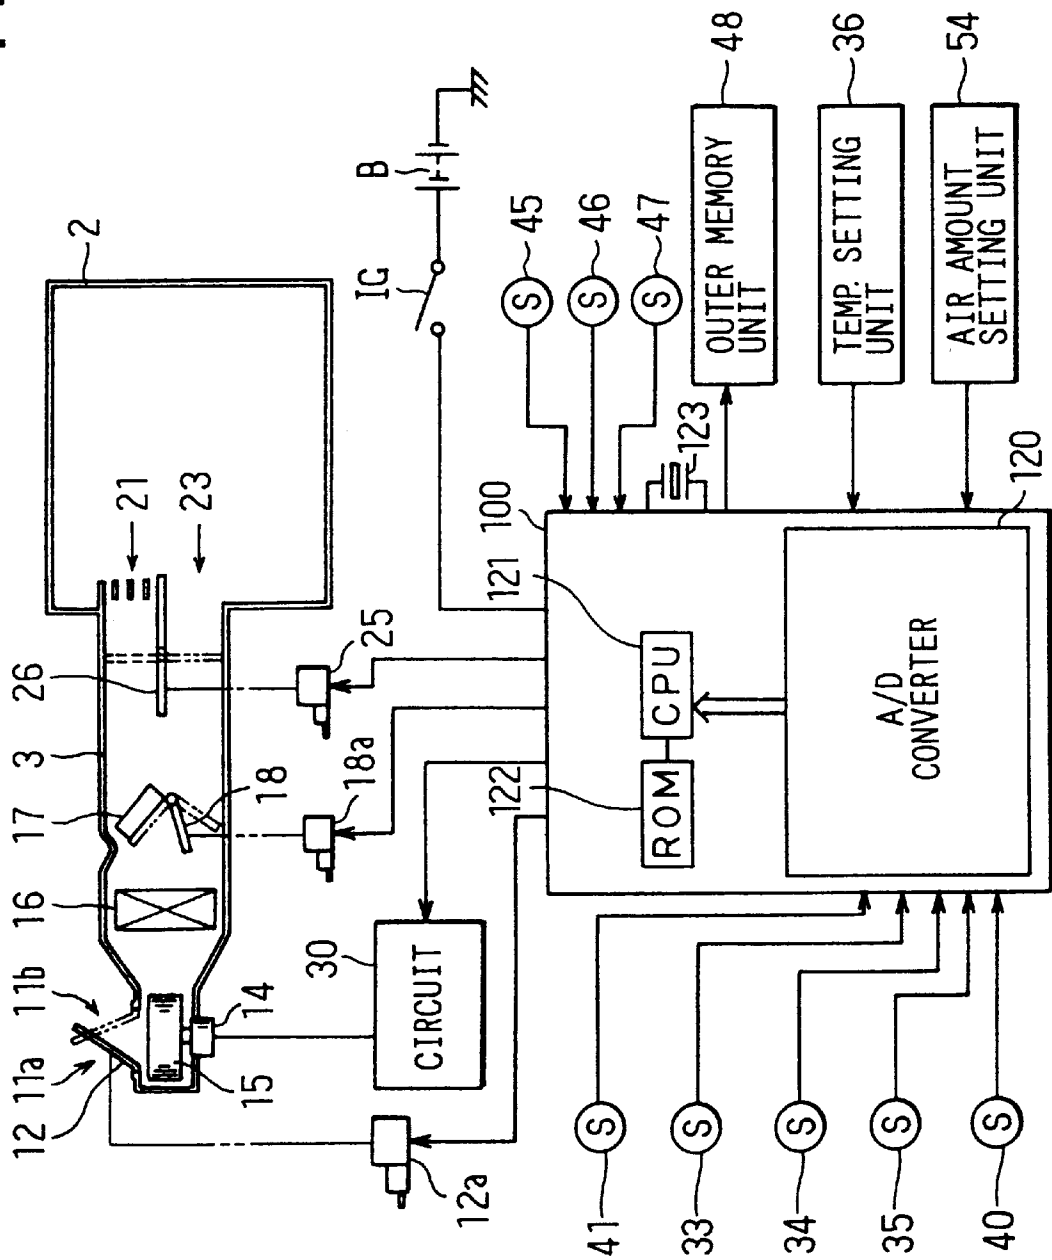 11a
11b
12
15
14
16
17
18
3
26
21
23
2
12a
30
CIRCUIT
18a
25
IG
B
100
121
CPU
122
ROM
A/D
CONVERTER
120
123
S
45
S
46
S
47
OUTER MEMORY
UNIT
48
TEMP. SETTING
UNIT
36
AIR AMOUNT
SETTING UNIT
54
41
S
33
S
34
S
35
S
40
S